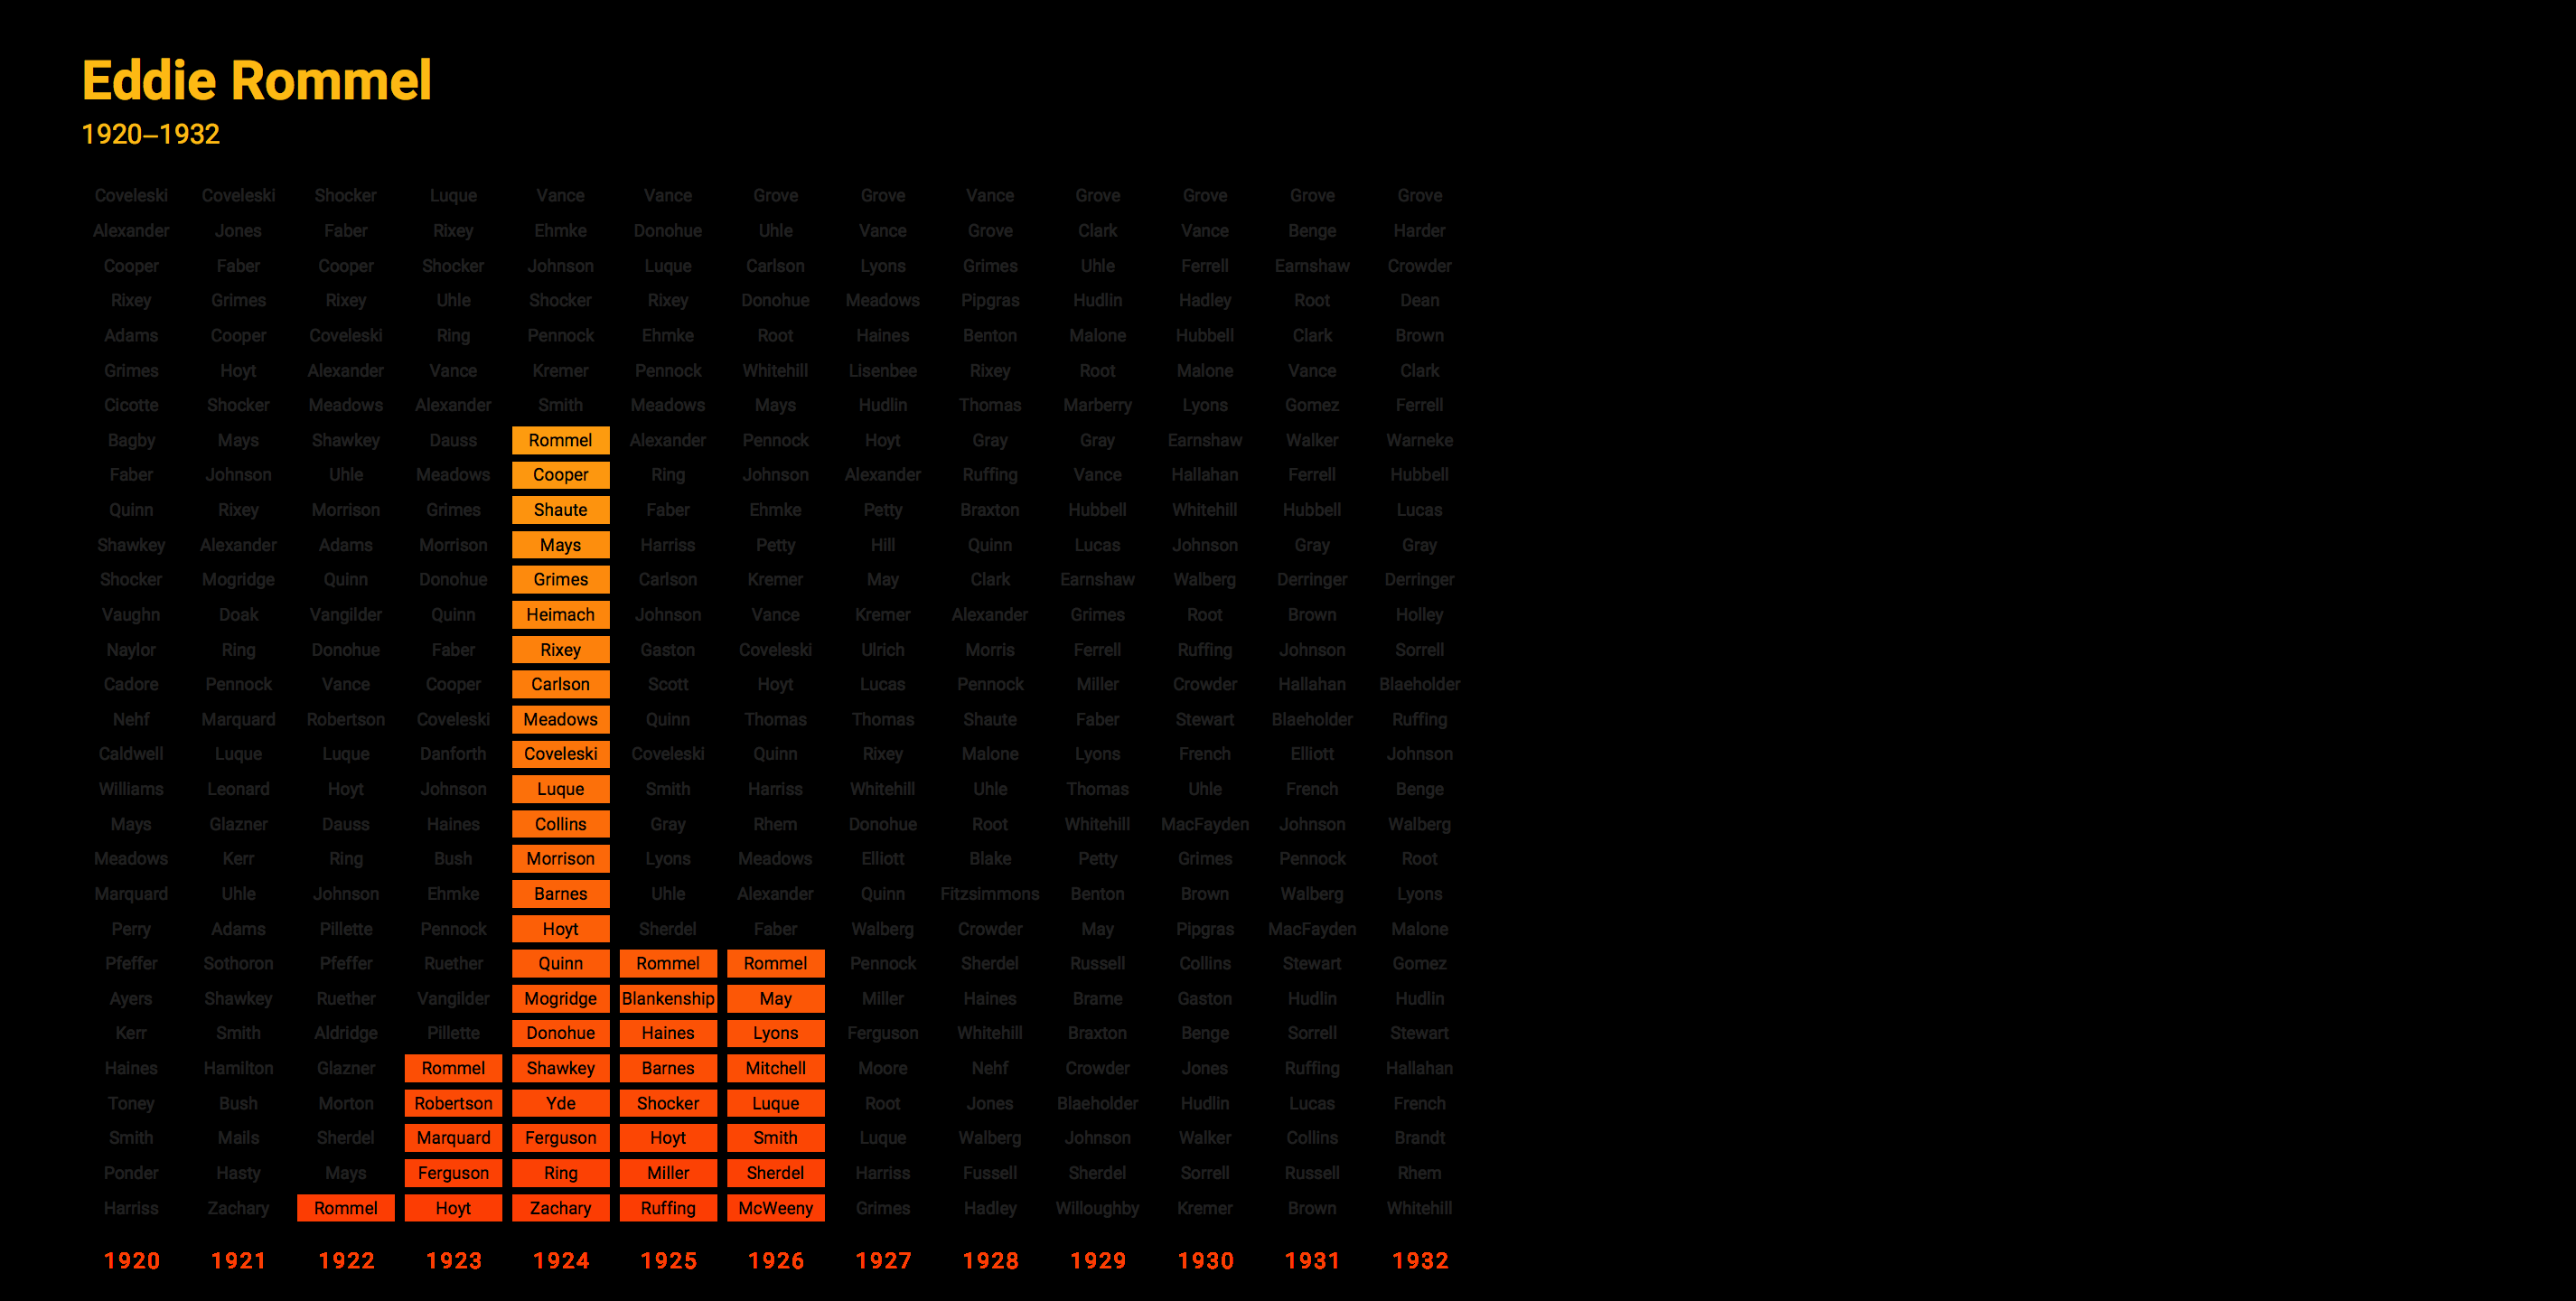 Eddie Rommel
1920–1932
Coveleski Coveleski Shocker Luque Vance Vance Grove Grove Vance Grove Grove Grove Grove
Alexander Jones Faber Rixey Ehmke Donohue Uhle Vance Grove Clark Vance Benge Harder
Cooper Faber Cooper Shocker Johnson Luque Carlson Lyons Grimes Uhle Ferrell Earnshaw Crowder
Rixey Grimes Rixey Uhle Shocker Rixey Donohue Meadows Pipgras Hudlin Hadley Root Dean
Adams Cooper Coveleski Ring Pennock Ehmke Root Haines Benton Malone Hubbell Clark Brown
Grimes Hoyt Alexander Vance Kremer Pennock Whitehill Lisenbee Rixey Root Malone Vance Clark
Cicotte Shocker Meadows Alexander Smith Meadows Mays Hudlin Thomas Marberry Lyons Gomez Ferrell
Bagby Mays Shawkey Dauss Rommel Alexander Pennock Hoyt Gray Gray Earnshaw Walker Warneke
Faber Johnson Uhle Meadows Cooper Ring Johnson Alexander Ruffing Vance Hallahan Ferrell Hubbell
Quinn Rixey Morrison Grimes Shaute Faber Ehmke Petty Braxton Hubbell Whitehill Hubbell Lucas
Shawkey Alexander Adams Morrison Mays Harriss Petty Hill Quinn Lucas Johnson Gray Gray
Shocker Mogridge Quinn Donohue Grimes Carlson Kremer May Clark Earnshaw Walberg Derringer Derringer
Vaughn Doak Vangilder Quinn Heimach Johnson Vance Kremer Alexander Grimes Root Brown Holley
Naylor Ring Donohue Faber Rixey Gaston Coveleski Ulrich Morris Ferrell Ruffing Johnson Sorrell
Cadore Pennock Vance Cooper Carlson Scott Hoyt Lucas Pennock Miller Crowder Hallahan Blaeholder
Nehf Marquard Robertson Coveleski Meadows Quinn Thomas Thomas Shaute Faber Stewart Blaeholder Ruffing
Caldwell Luque Luque Danforth Coveleski Coveleski Quinn Rixey Malone Lyons French Elliott Johnson
Williams Leonard Hoyt Johnson Luque Smith Harriss Whitehill Uhle Thomas Uhle French Benge
Mays Glazner Dauss Haines Collins Gray Rhem Donohue Root Whitehill MacFayden Johnson Walberg
Meadows Kerr Ring Bush Morrison Lyons Meadows Elliott Blake Petty Grimes Pennock Root
Marquard Uhle Johnson Ehmke Barnes Uhle Alexander Quinn Fitzsimmons Benton Brown Walberg Lyons
Perry Adams Pillette Pennock Hoyt Sherdel Faber Walberg Crowder May Pipgras MacFayden Malone
Pfeffer Sothoron Pfeffer Ruether Quinn Rommel Rommel Pennock Sherdel Russell Collins Stewart Gomez
Ayers Shawkey Ruether Vangilder Mogridge Blankenship May Miller Haines Brame Gaston Hudlin Hudlin
Kerr Smith Aldridge Pillette Donohue Haines Lyons Ferguson Whitehill Braxton Benge Sorrell Stewart
Haines Hamilton Glazner Rommel Shawkey Barnes Mitchell Moore Nehf Crowder Jones Ruffing Hallahan
Toney Bush Morton Robertson Yde Shocker Luque Root Jones Blaeholder Hudlin Lucas French
Smith Mails Sherdel Marquard Ferguson Hoyt Smith Luque Walberg Johnson Walker Collins Brandt
Ponder Hasty Mays Ferguson Ring Miller Sherdel Harriss Fussell Sherdel Sorrell Russell Rhem
Harriss Zachary Rommel Hoyt Zachary Ruffing McWeeny Grimes Hadley Willoughby Kremer Brown Whitehill
1920 1921 1922 1923 1924 1925 1926 1927 1928 1929 1930 1931 1932